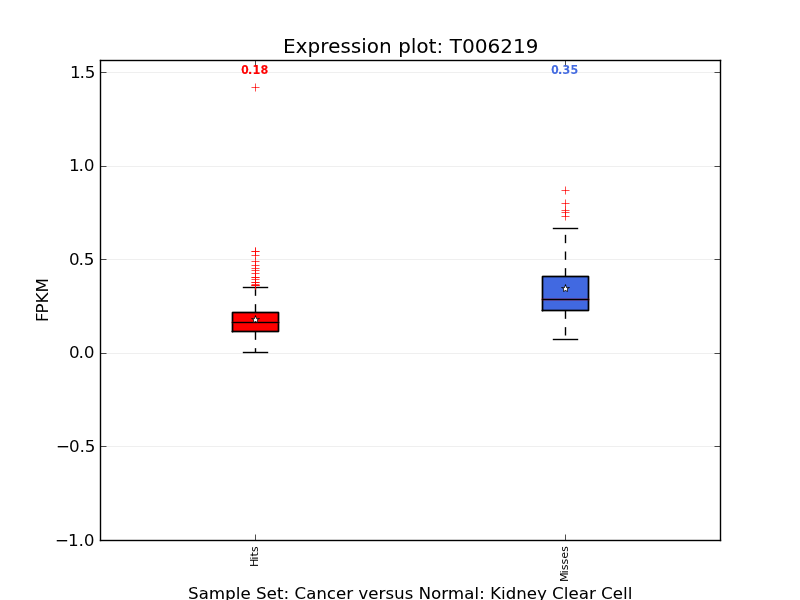 Expression plot: T006219
0.18
0.35
1.5
1.0
0.5
0.0
−0.5
−1.0
FPKM
Hits
Misses
Sample Set: Cancer versus Normal: Kidney Clear Cell